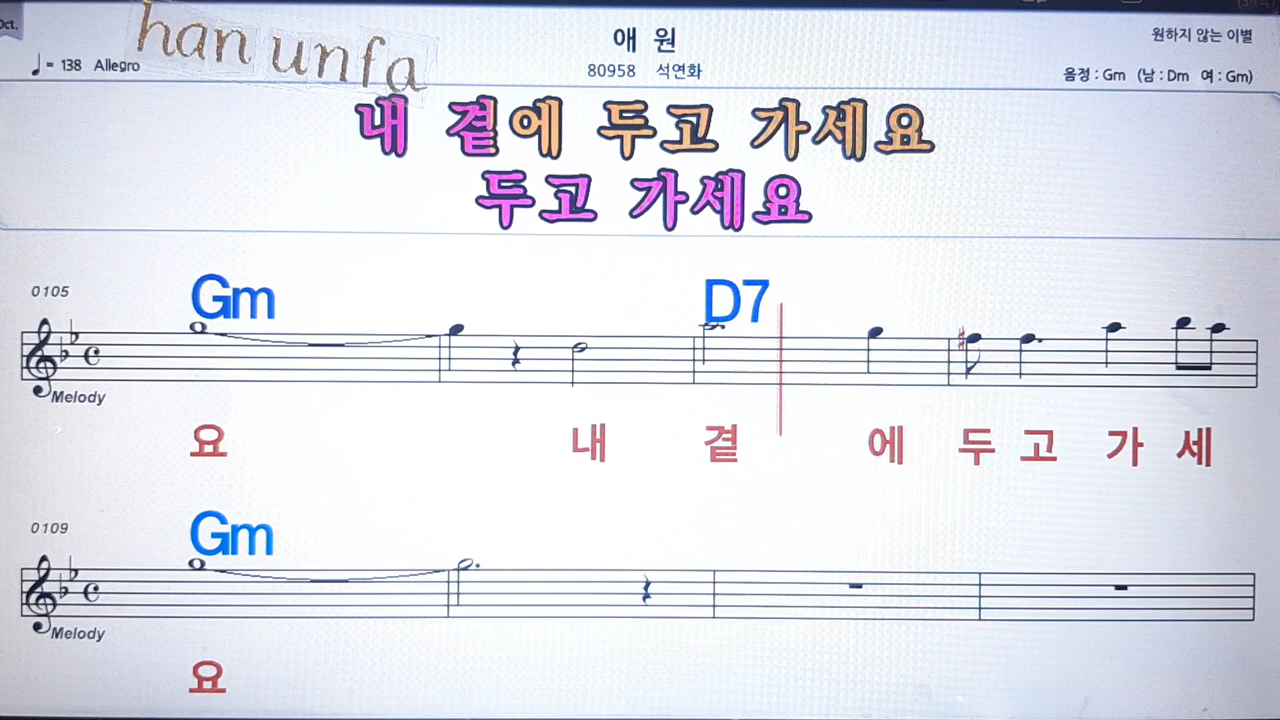 han unfa
애 원
원하지 않는 이별
♩= 138 Allegro
80958 석연화
음정 : Gm (남 : Dm 여 : Gm)
내 곁에 두고 가세요
두고 가세요
0105
Gm D7
Melody
요 내 곁 에 두 고 가 세
0109
Gm
Melody
요